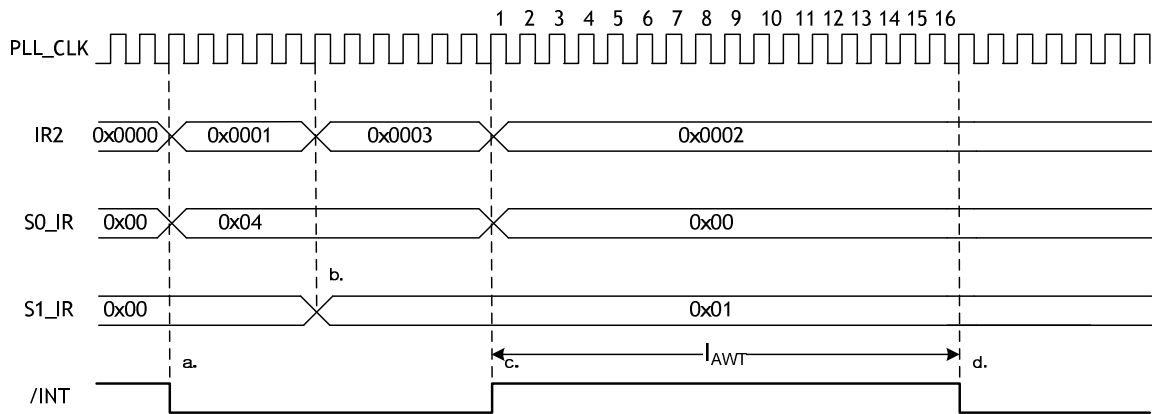 1 2 3 4 5 6 7 8 9 10 11 12 13 14 15 16
PLL_CLK
IR2 0x0000 0x0001 0x0003 0x0002
S0_IR 0x00 0x04 0x00
b.
S1_IR 0x00 0x01
a. c. IAWT d.
/INT